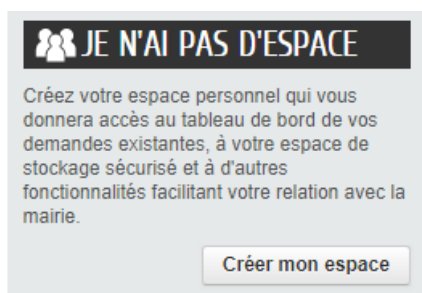 JE N'AI PAS D'ESPACE
Créez votre espace personnel qui vous
donnera accès au tableau de bord de vos
demandes existantes, à votre espace de
stockage sécurisé et à d'autres
fonctionnalités facilitant votre relation avec la
mairie.
Créer mon espace